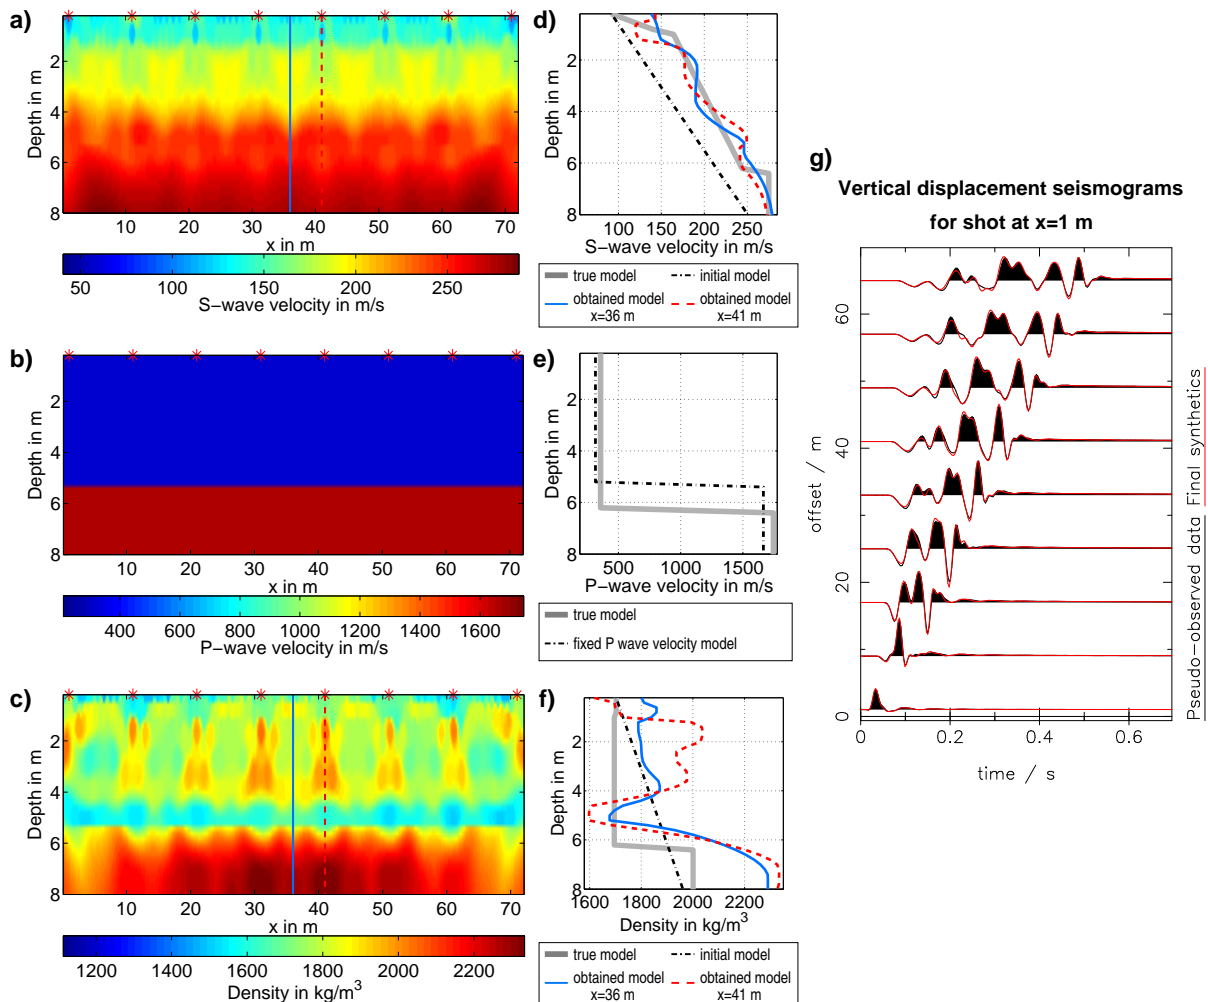 a)
Depth in m
2
4
6
8
10 20 30 40 50 60 70
x in m
50 100 150 200 250
S-wave velocity in m/s
b)
Depth in m
2
4
6
8
10 20 30 40 50 60 70
x in m
400 600 800 1000 1200 1400 1600
P-wave velocity in m/s
c)
Depth in m
2
4
6
8
10 20 30 40 50 60 70
x in m
1200 1400 1600 1800 2000 2200
Density in kg/m³
d)
Depth in m
2
4
6
8
50 100 150 200 250
S-wave velocity in m/s
true model
initial model
obtained model
x=36 m
obtained model
x=41 m
e)
Depth in m
2
4
6
8
500 1000 1500
P-wave velocity in m/s
true model
fixed P wave velocity model
f)
Depth in m
2
4
6
8
1600 1800 2000 2200
Density in kg/m³
true model
initial model
obtained model
x=36 m
obtained model
x=41 m
g)
Vertical displacement seismograms
for shot at x=1 m
offset / m
60
40
20
0
0 0.2 0.4 0.6
time / s
Pseudo-observed data Final synthetics